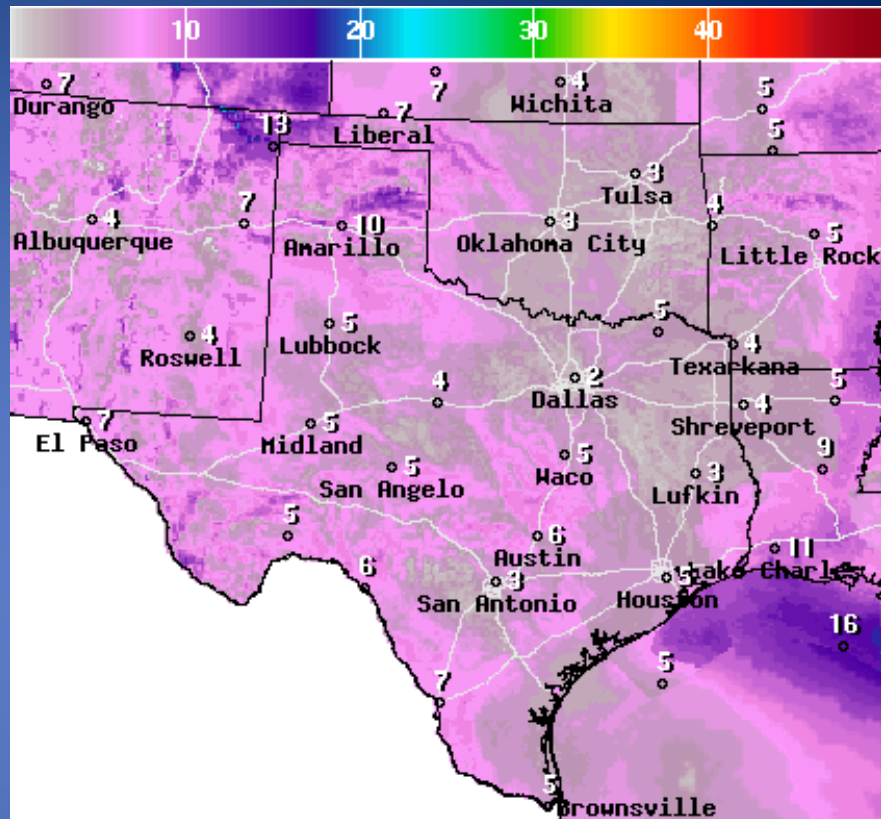 10 20 30 40
7 7 4 5
Durango Wichita
7
Liberal
13 5
3
Tulsa
4 7 10 3 4 5
Albuquerque Amarillo Oklahoma City Little Rock
4 5 5 4
Roswell Lubbock Texarkana
2
Dallas
4 4 5
Shreveport
7 5
El Paso Midland
5 5 3 9
San Angelo Waco Lufkin
5 6 11
Austin
6 3 5 Lake Charles
San Antonio Houston
16
7 5
5
Brownsville